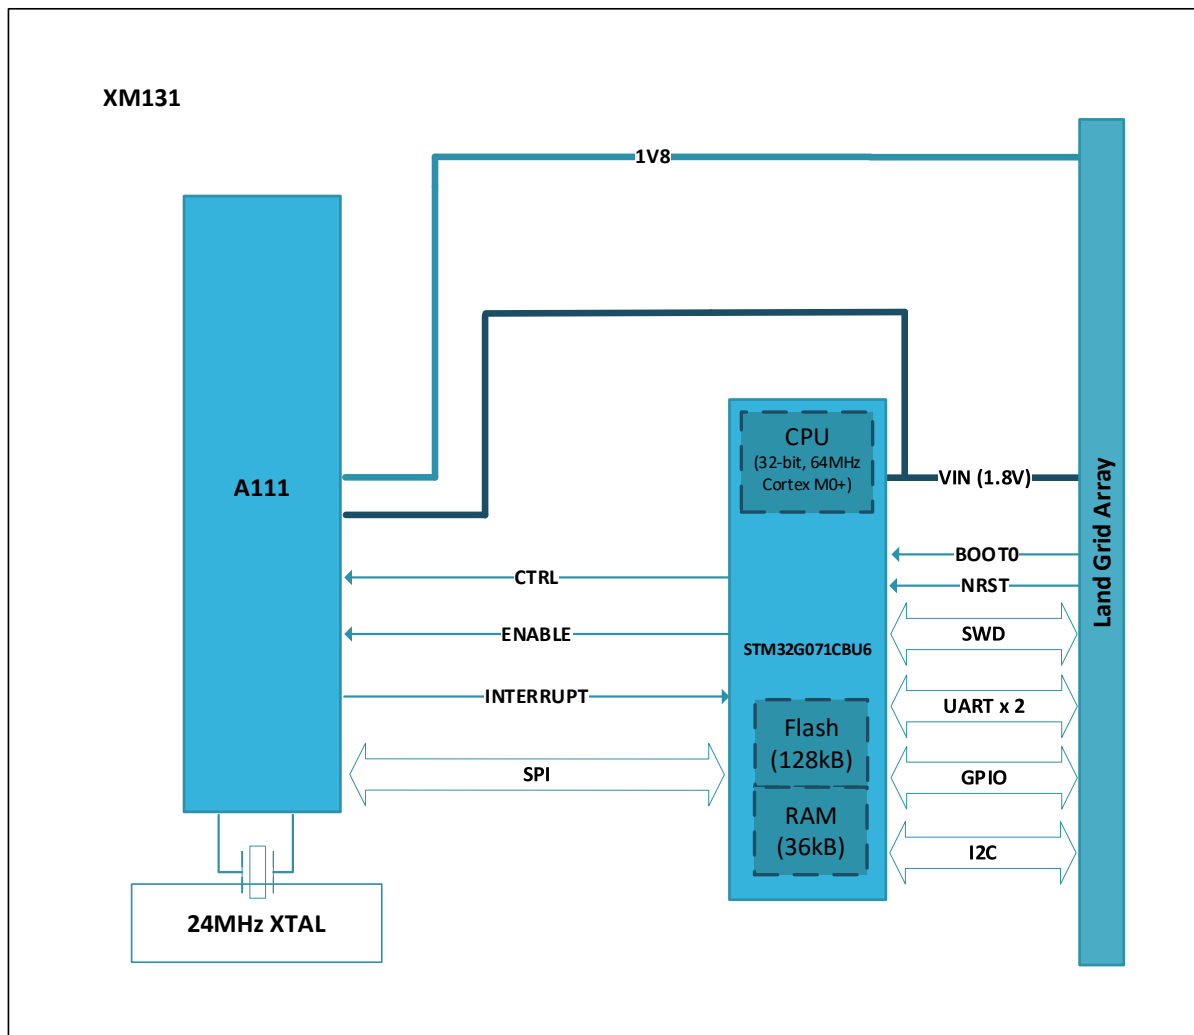 XM131
1V8
A111
CPU
(32-bit, 64MHz
Cortex M0+)
VIN (1.8V)
Land Grid Array
BOOT0
CTRL
NRST
ENABLE
SWD
STM32G071CBU6
INTERRUPT
UART x 2
Flash
(128kB)
SPI
GPIO
RAM
(36kB)
I2C
24MHz XTAL